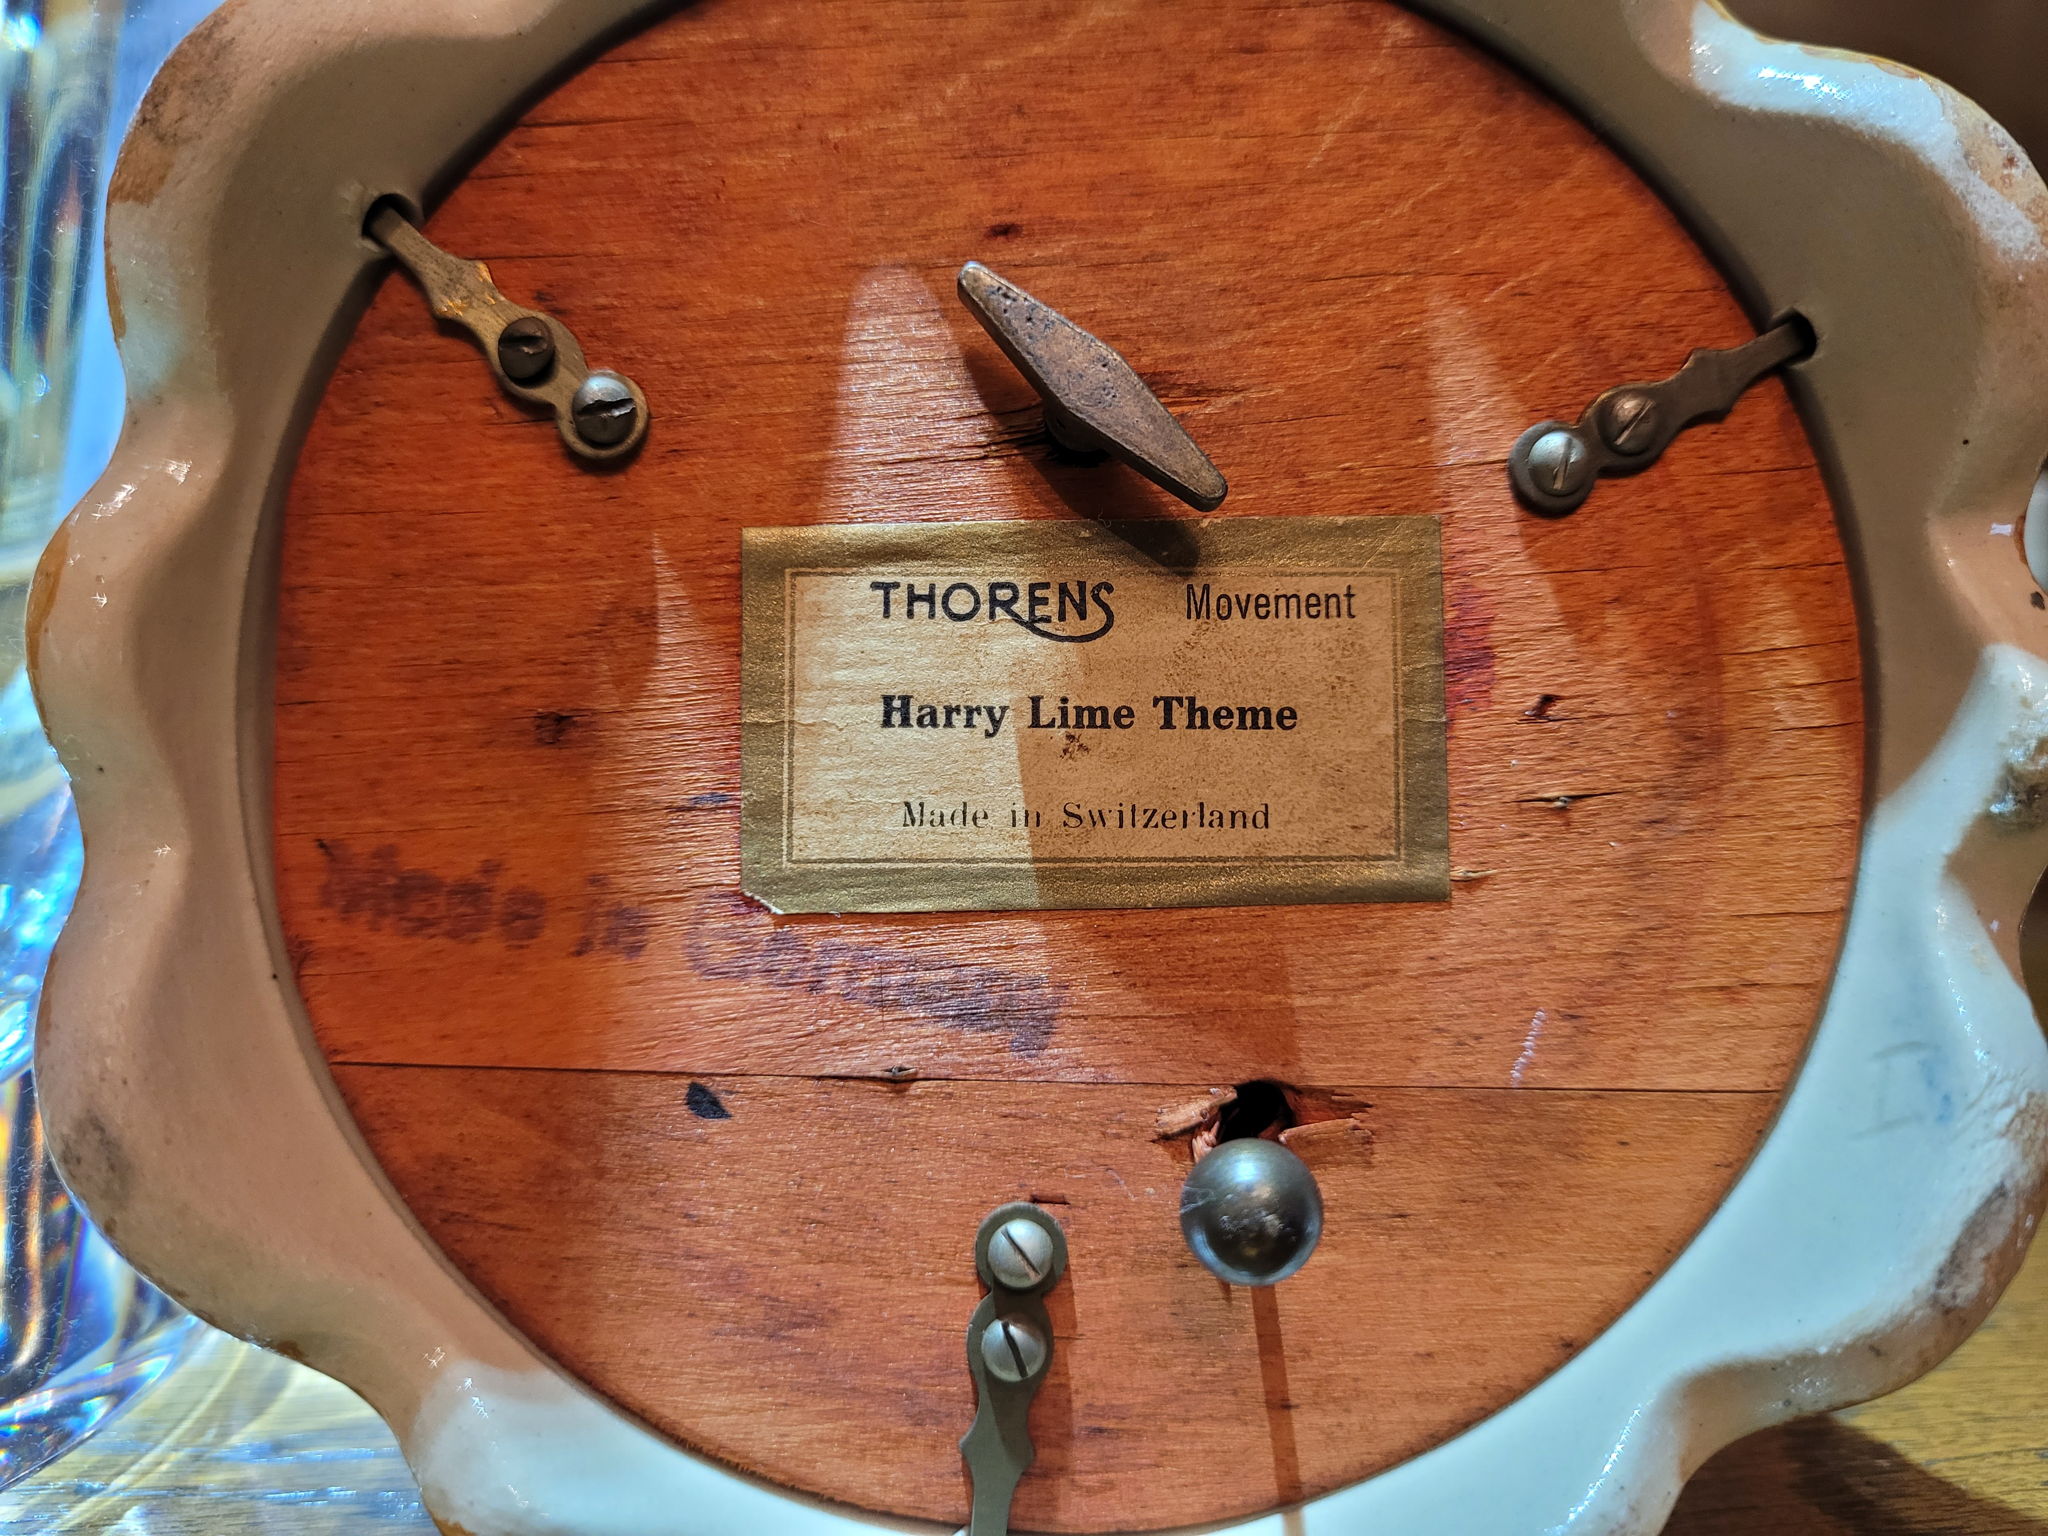 THORENS Movement
Harry Lime Theme
Made in Switzerland
Made in Germany